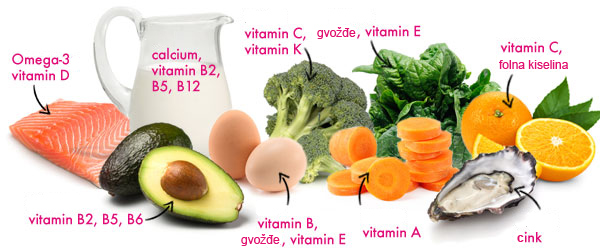 Omega-3
vitamin D
calcium,
vitamin B2,
B5, B12
vitamin C,
vitamin K
gvožđe, vitamin E
vitamin C,
folna kiselina
vitamin B2, B5, B6
vitamin B,
gvožđe, vitamin E
vitamin A
cink